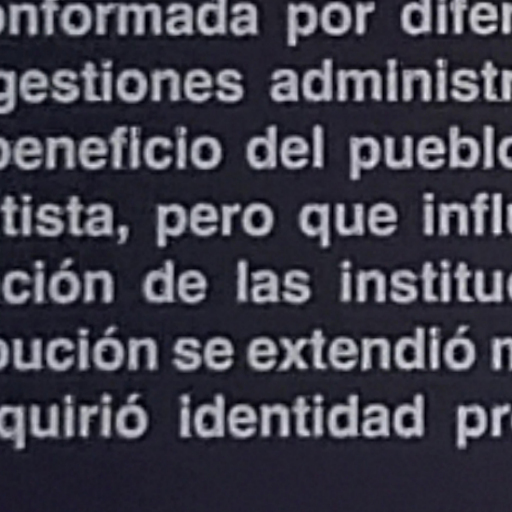 onformada por difer
gestiones administr
beneficio del pueblo
tista, pero que influ
ción de las institu
bución se extendió m
quirió identidad pr